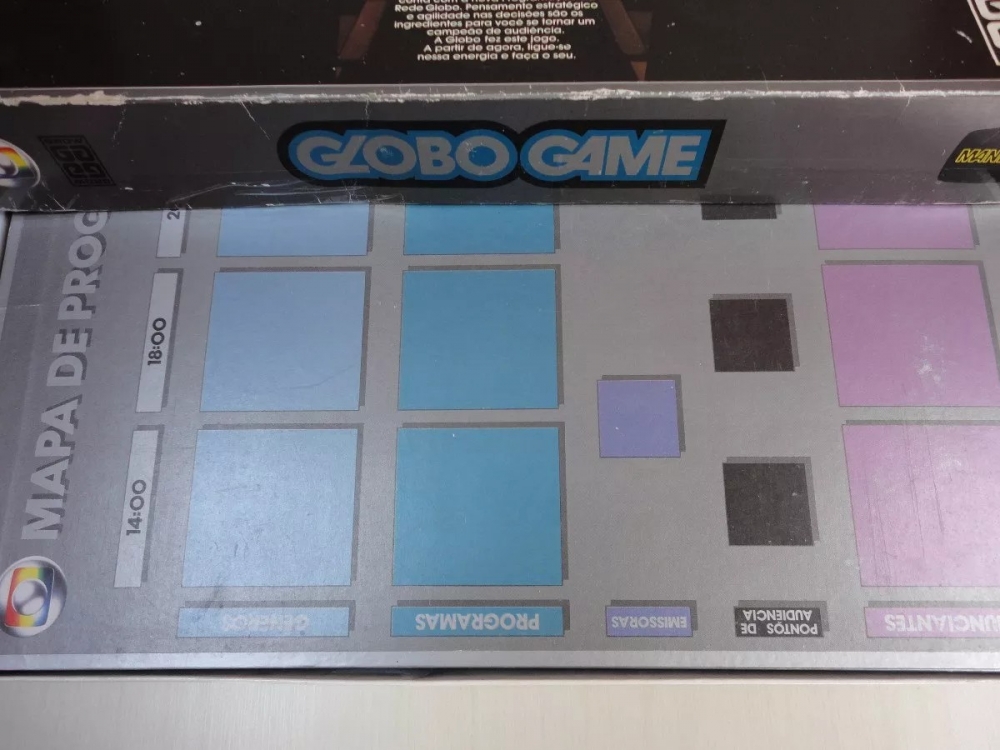 Rede Globo. Pensamento estratégico
e agilidade nas decisões são os
ingredientes para você se tornar um
campeão de audiência.
A Globo fez este jogo.
A partir de agora, ligue-se
nessa energia e faça o seu.
GLOBO GAME
MAPA DE PROG
18:00
14:00
GÊNEROS
PROGRAMAS
EMISSORAS
PONTOS DE
AUDIÊNCIA
UNCIANTES